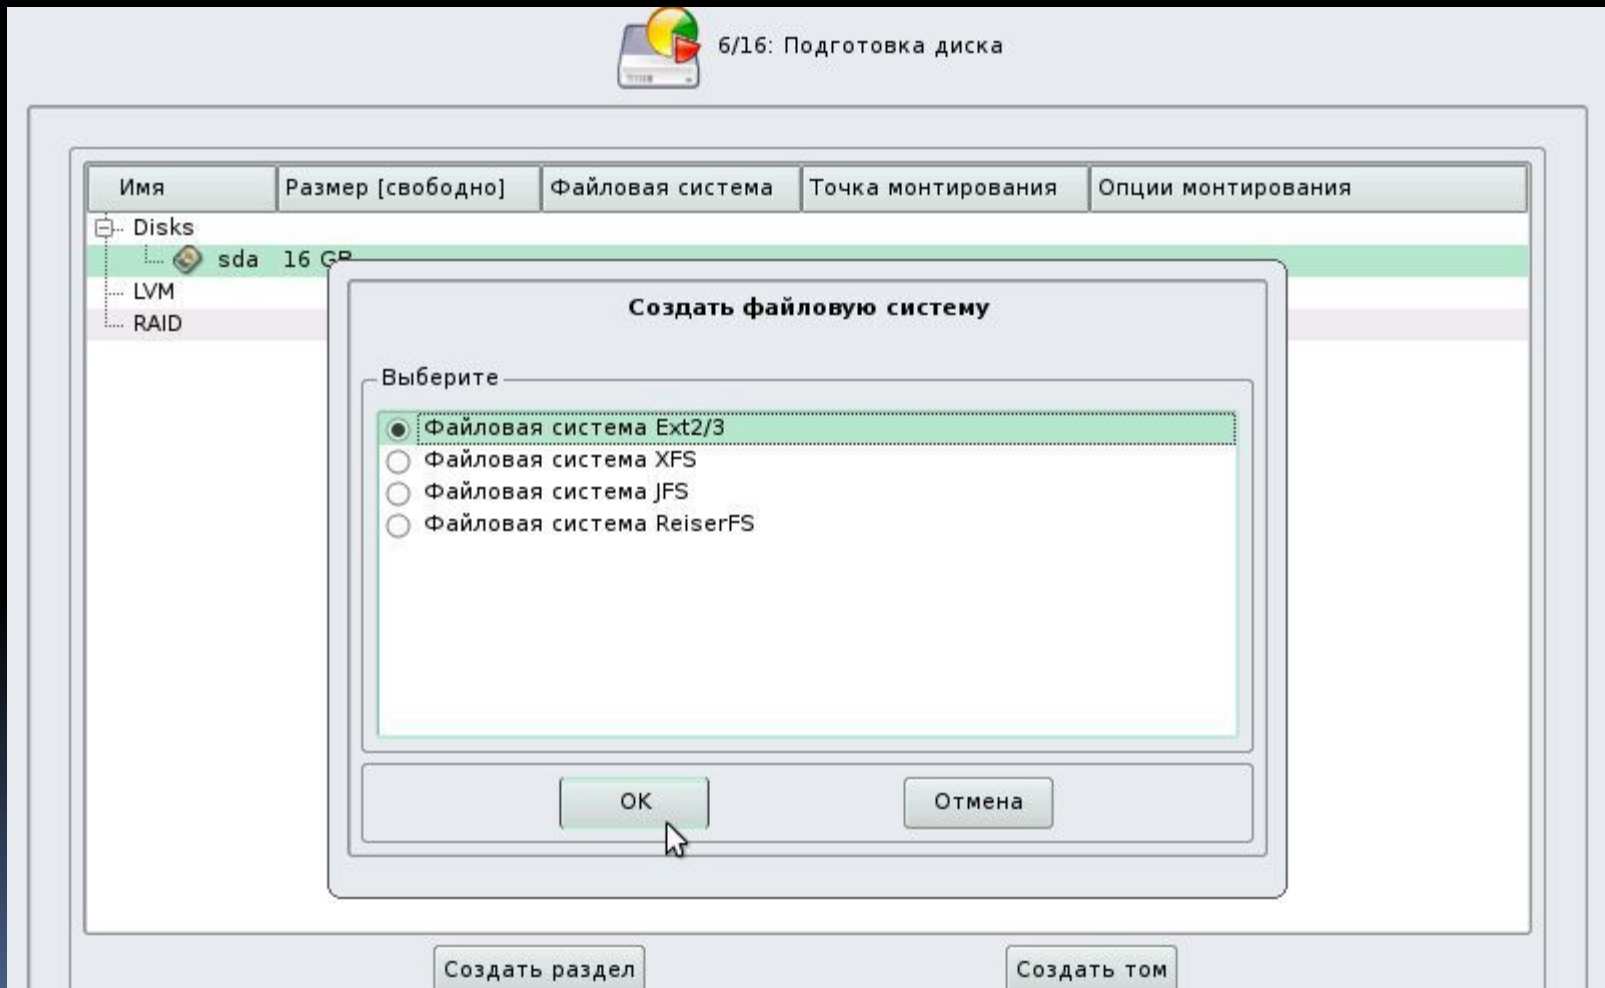 6/16: Подготовка диска
Имя Размер [свободно] Файловая система Точка монтирования Опции монтирования
Disks
sda 16 GB
LVM
RAID
Создать файловую систему
Выберите
Файловая система Ext2/3
Файловая система XFS
Файловая система JFS
Файловая система ReiserFS
OK Отмена
Создать раздел Создать том